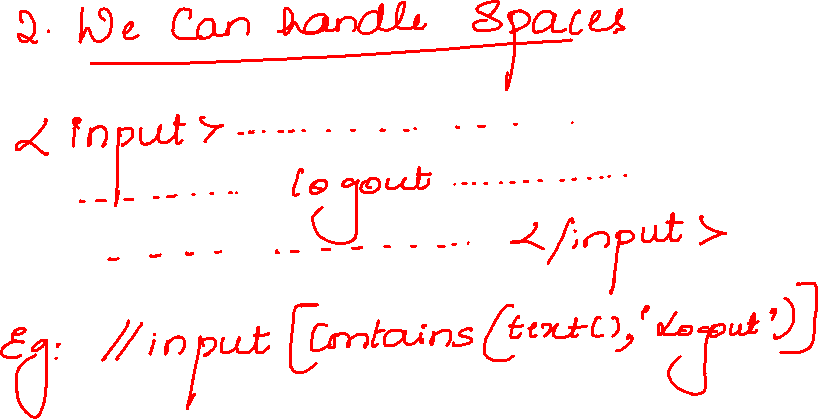 2. We Can handle Spaces
<input> ..... . . . . - - . .
- - - . - - . . logout ............
- - - - - ......... </input>
Eg: //input[Contains(text(),'Logout')]